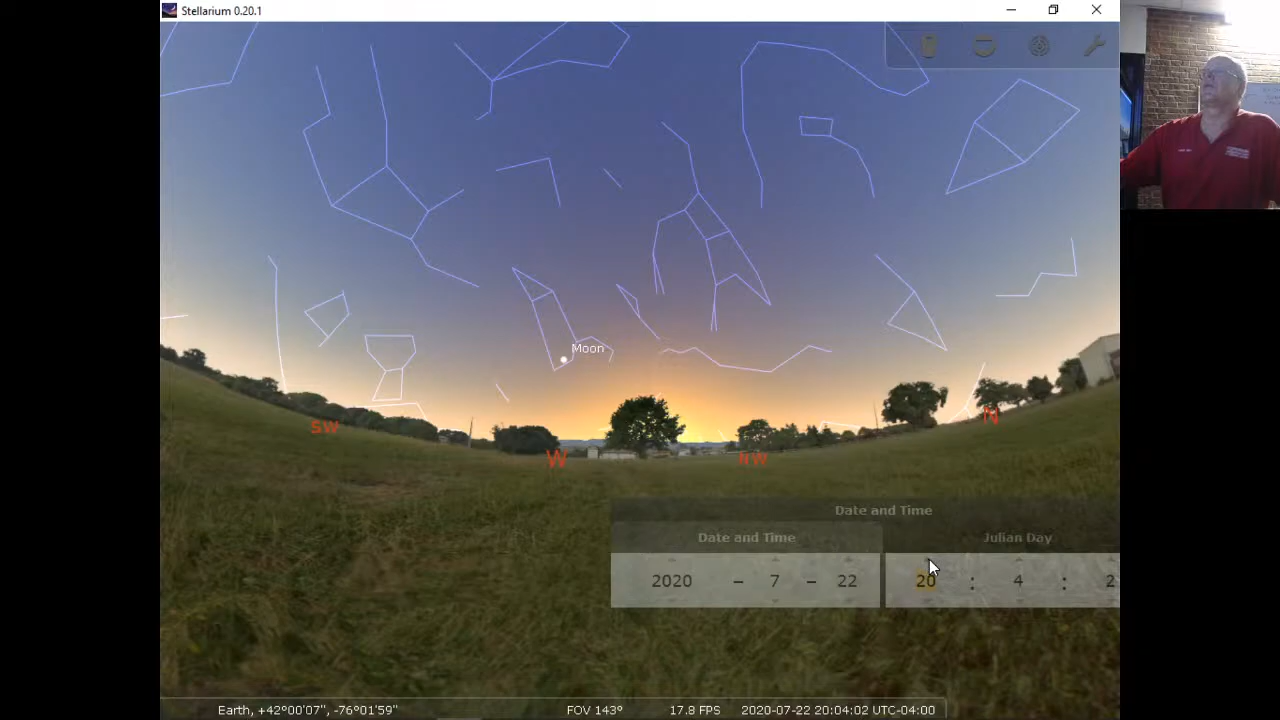 Stellarium 0.20.1
Moon
SW
W
NW
N
Date and Time
Date and Time
Julian Day
2020 - 7 - 22
20 : 4 : 2
Earth, +42°00'07", -76°01'59"
FOV 143°
17.8 FPS
2020-07-22 20:04:02 UTC-04:00